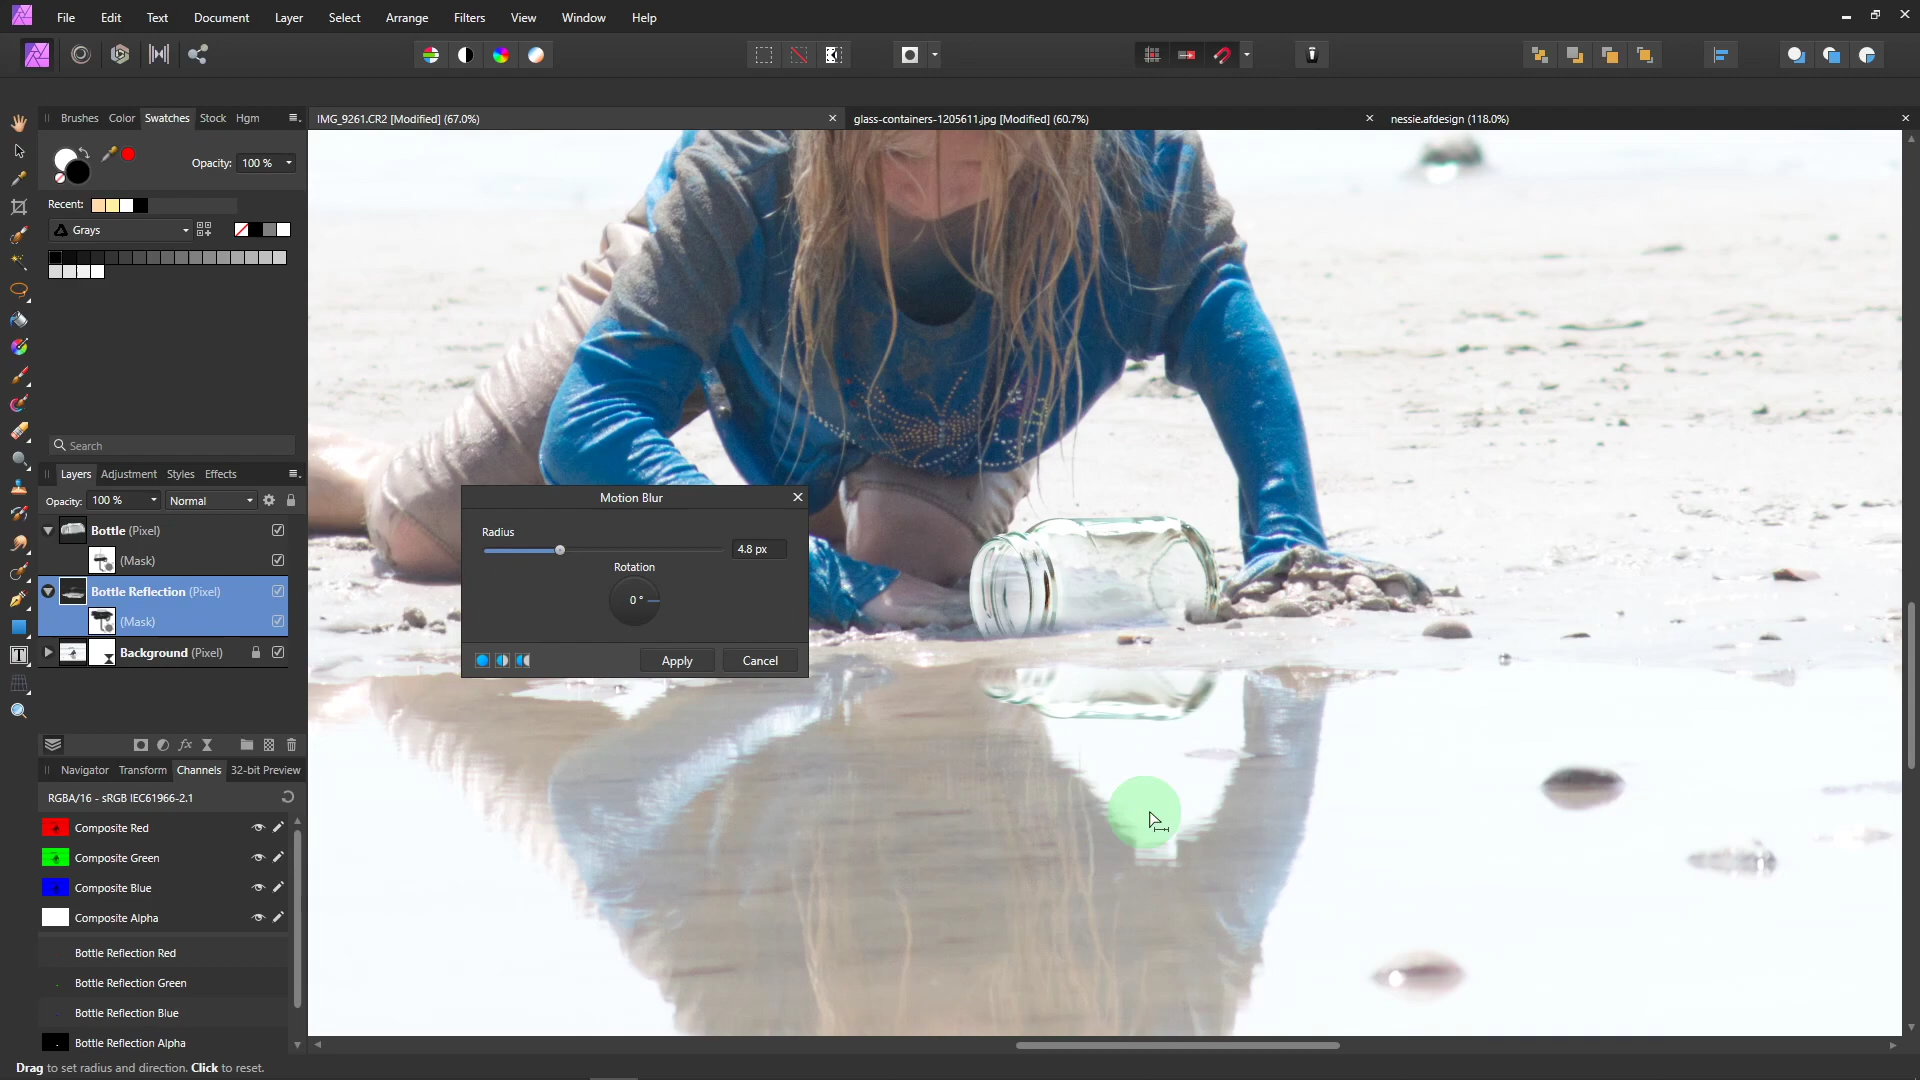 File Edit Text Document Layer Select Arrange Filters View Window Help
Brushes Color Swatches Stock Hgm
IMG_9261.CR2 [Modified] (67.0%)
glass-containers-1205611.jpg [Modified] (60.7%)
nessie.afdesign (118.0%)
Opacity: 100 %
Recent:
Grays
Search
Layers Adjustment Styles Effects
Opacity: 100 % Normal
Bottle (Pixel)
(Mask)
Bottle Reflection (Pixel)
(Mask)
Background (Pixel)
Motion Blur
Radius
4.8 px
Rotation
0 °
Apply Cancel
Navigator Transform Channels 32-bit Preview
RGBA/16 - sRGB IEC61966-2.1
Composite Red
Composite Green
Composite Blue
Composite Alpha
Bottle Reflection Red
Bottle Reflection Green
Bottle Reflection Blue
Bottle Reflection Alpha
Drag to set radius and direction. Click to reset.